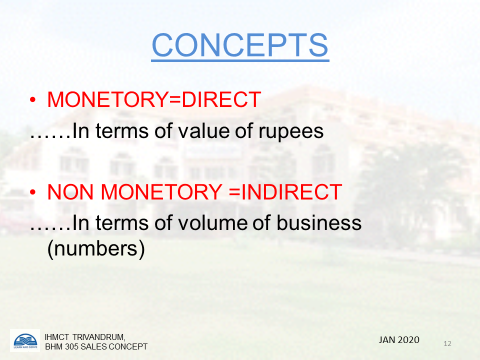 CONCEPTS
• MONETORY=DIRECT
……In terms of value of rupees
• NON MONETORY =INDIRECT
……In terms of volume of business
(numbers)
IHMCT TRIVANDRUM,
BHM 305 SALES CONCEPT
JAN 2020
12